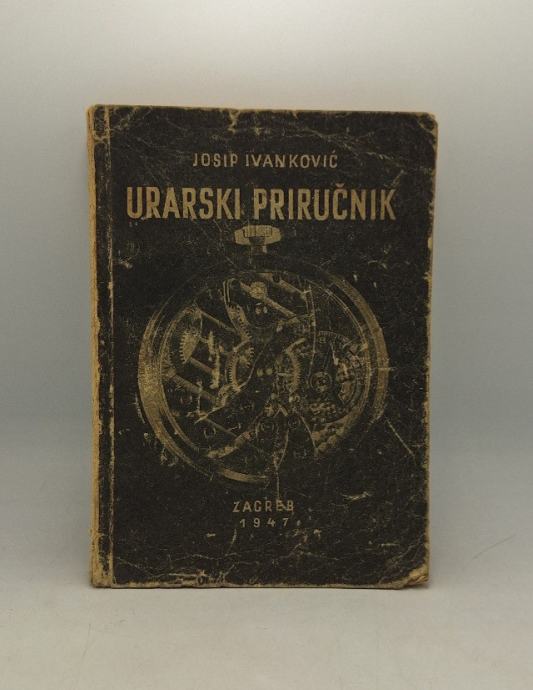 JOSIP IVANKOVIĆ
URARSKI PRIRUČNIK
ZAGREB
1947